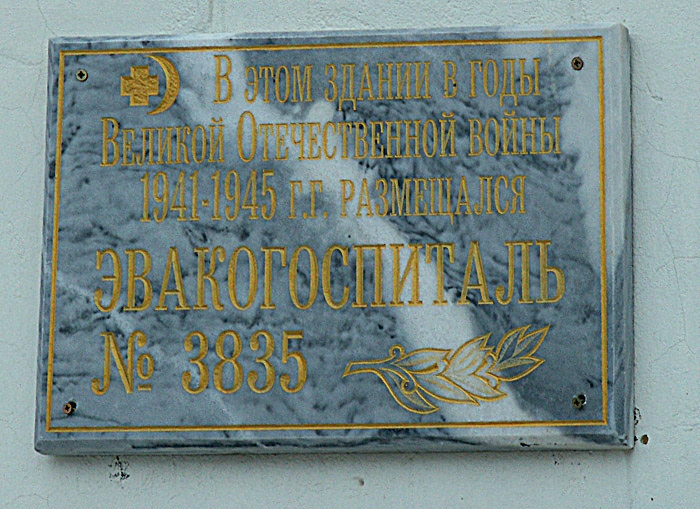 В этом здании в годы
Великой Отечественной войны
1941-1945 г.г. размещался
ЭВАКОГОСПИТАЛЬ
№ 3835